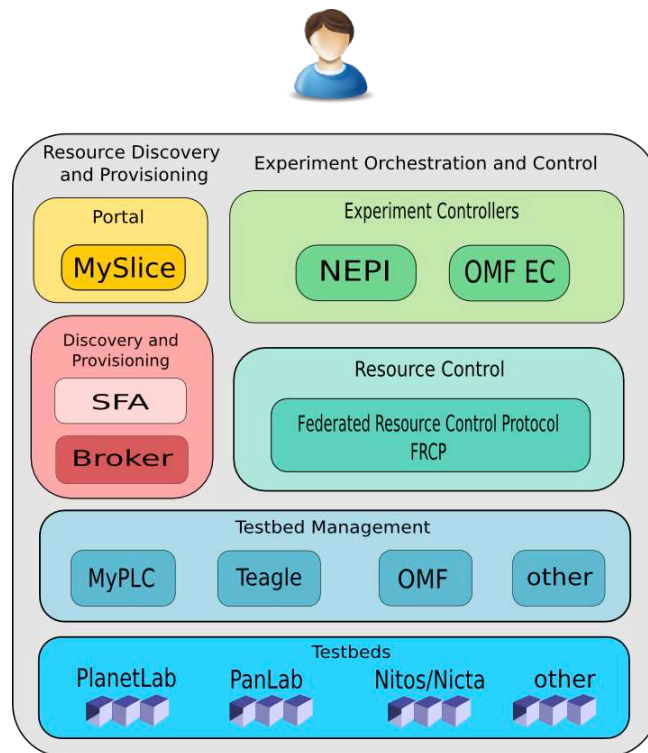 Resource Discovery
and Provisioning
Experiment Orchestration and Control
Portal
MySlice
Experiment Controllers
NEPI
OMF EC
Discovery and
Provisioning
SFA
Broker
Resource Control
Federated Resource Control Protocol
FRCP
Testbed Management
MyPLC
Teagle
OMF
other
Testbeds
PlanetLab
PanLab
Nitos/Nicta
other